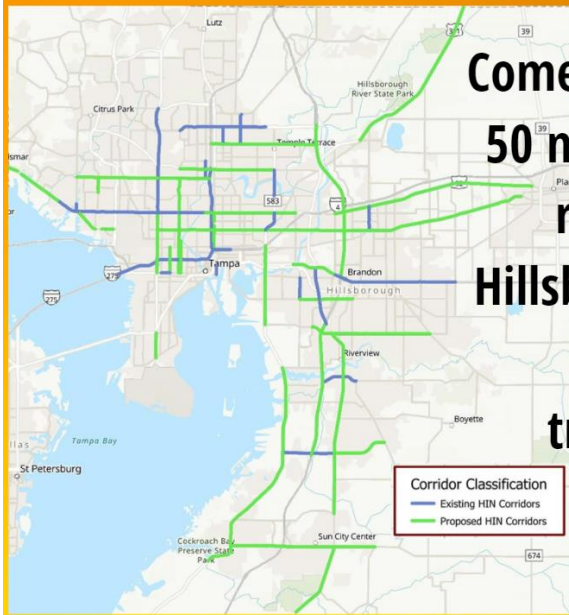 Lutz
301
39
Hillsborough
River State Park
Come
Citrus Park
50 m
39
Temple Terrace
Pla
583
4
r
Tampa
Brandon
275
Hillsborough
Hillsb
275
Riverview
Boyette
tr
Tampa Bay
St Petersburg
Corridor Classification
Existing HIN Corridors
Proposed HIN Corridors
Cockroach Bay
Preserve State
Park
Sun City Center
674